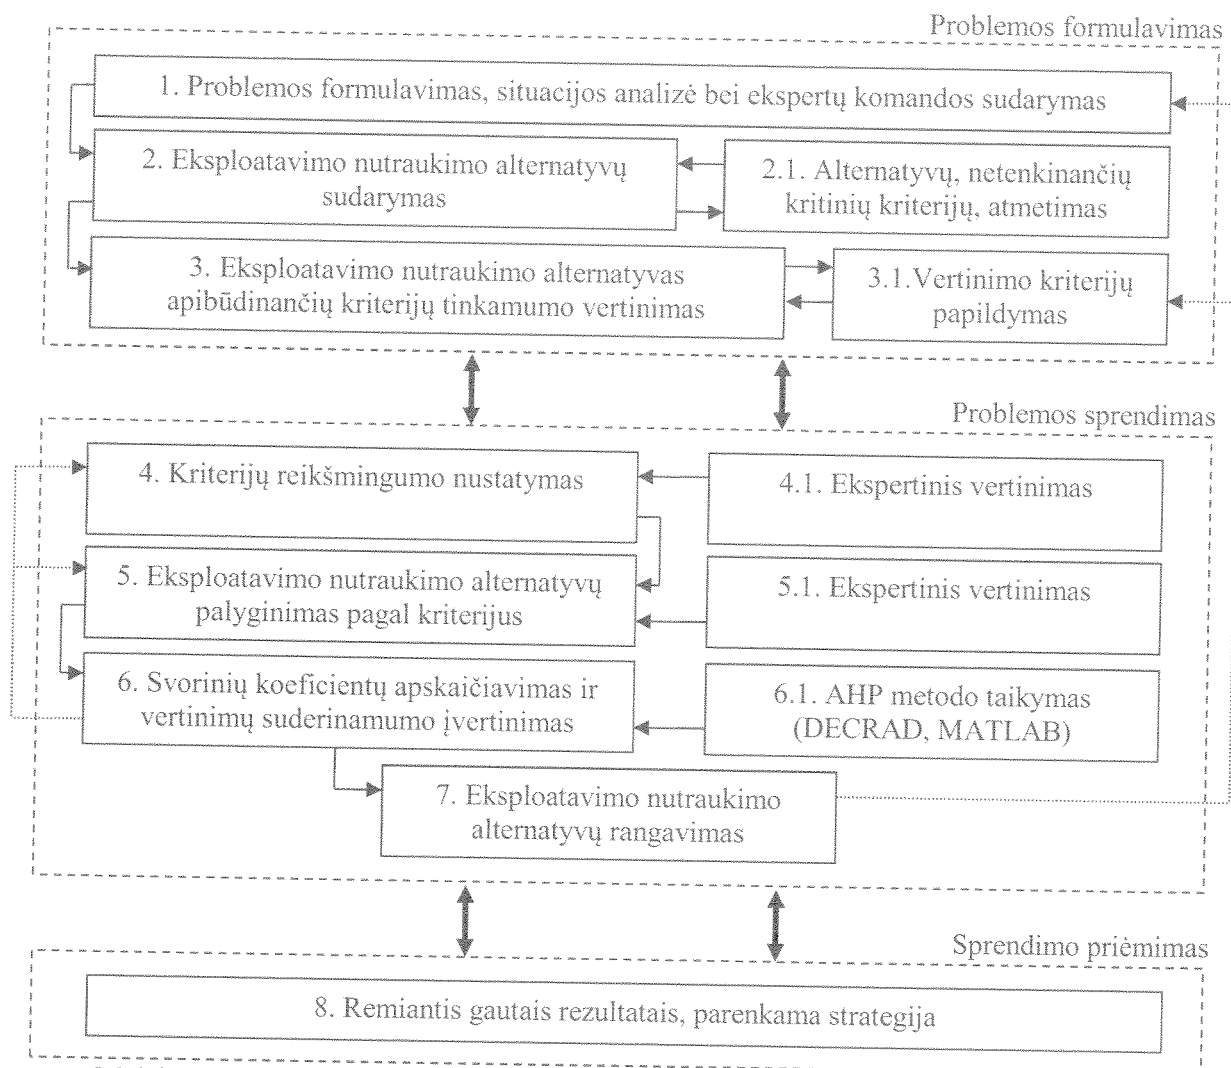 Problemos formulavimas
1. Problemos formulavimas, situacijos analizė bei ekspertų komandos sudarymas
2. Eksploatavimo nutraukimo alternatyvų
sudarymas
2.1. Alternatyvų, netenkinančių
kritinių kriterijų, atmetimas
3. Eksploatavimo nutraukimo alternatyvas
apibūdinančių kriterijų tinkamumo vertinimas
3.1.Vertinimo kriterijų
papildymas
Problemos sprendimas
4. Kriterijų reikšmingumo nustatymas
4.1. Ekspertinis vertinimas
5. Eksploatavimo nutraukimo alternatyvų
palyginimas pagal kriterijus
5.1. Ekspertinis vertinimas
6. Svorinių koeficientų apskaičiavimas ir
vertinimų suderinamumo įvertinimas
6.1. AHP metodo taikymas
(DECRAD, MATLAB)
7. Eksploatavimo nutraukimo
alternatyvų rangavimas
Sprendimo priėmimas
8. Remiantis gautais rezultatais, parenkama strategija